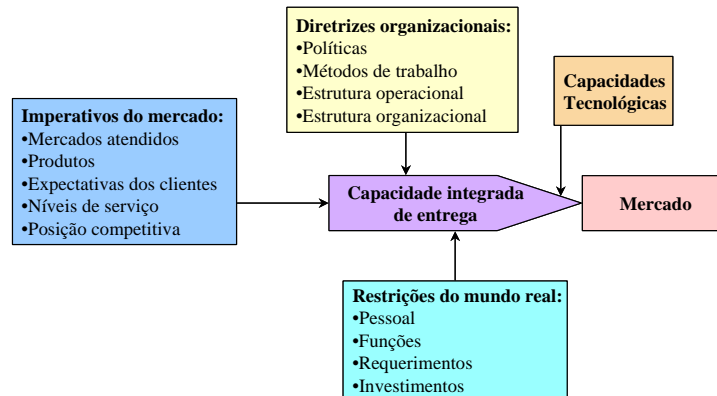 Diretrizes organizacionais:
•Políticas
•Métodos de trabalho
•Estrutura operacional
•Estrutura organizacional
Capacidades
Tecnológicas
Imperativos do mercado:
•Mercados atendidos
•Produtos
•Expectativas dos clientes
•Níveis de serviço
•Posição competitiva
Capacidade integrada
de entrega
Mercado
Restrições do mundo real:
•Pessoal
•Funções
•Requerimentos
•Investimentos